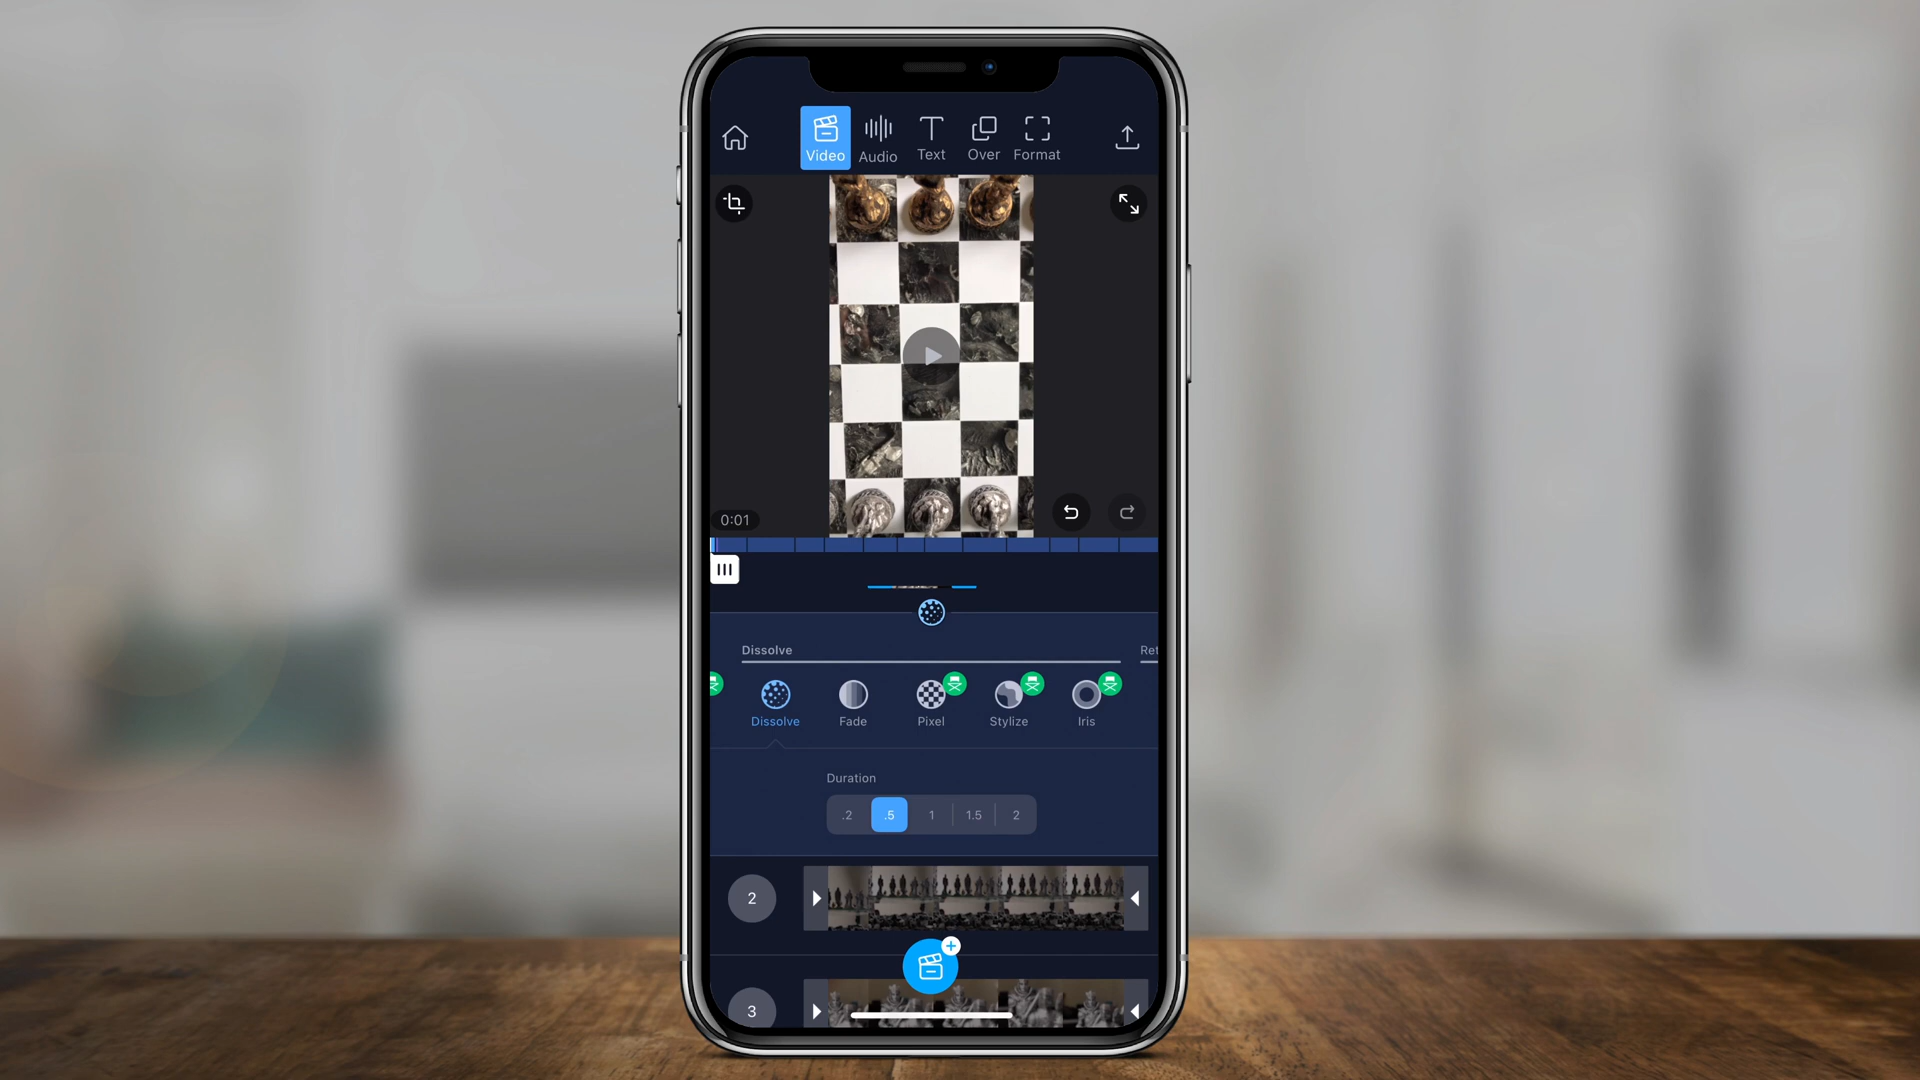 Video Audio Text Over Format
0:01
Dissolve
Ret
Dissolve Fade Pixel Stylize Iris
Duration
.2 .5 1 1.5 2
2
3